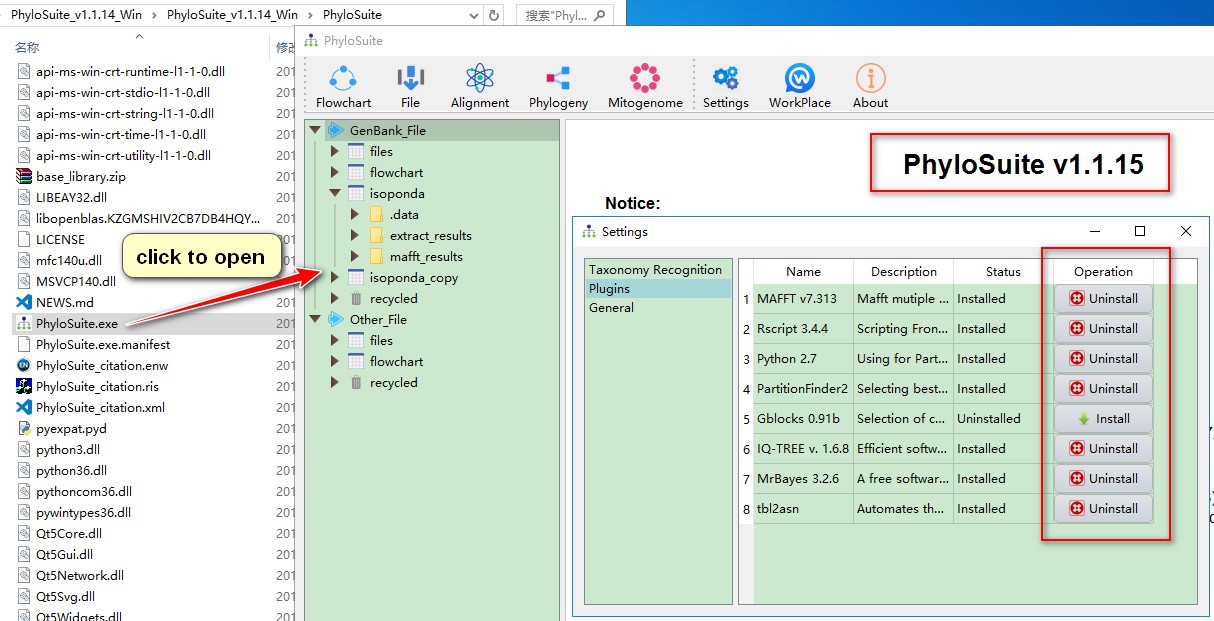 PhyloSuite_v1.1.14_Win > PhyloSuite_v1.1.14_Win > PhyloSuite
搜索"Phyl...
名称
修改
api-ms-win-crt-runtime-l1-1-0.dll
201
api-ms-win-crt-stdio-l1-1-0.dll
201
api-ms-win-crt-string-l1-1-0.dll
201
api-ms-win-crt-time-l1-1-0.dll
201
api-ms-win-crt-utility-l1-1-0.dll
201
base_library.zip
201
LIBEAY32.dll
201
libopenblas.KZGMSHIV2CB7DB4HQY...
201
LICENSE
201
mfc140u.dll
201
MSVCP140.dll
201
NEWS.md
201
PhyloSuite.exe
201
PhyloSuite.exe.manifest
201
PhyloSuite_citation.enw
201
PhyloSuite_citation.ris
201
PhyloSuite_citation.xml
201
pyexpat.pyd
201
python3.dll
201
python36.dll
201
pythoncom36.dll
201
pywintypes36.dll
201
Qt5Core.dll
201
Qt5Gui.dll
201
Qt5Network.dll
201
Qt5Svg.dll
201
Qt5Widgets.dll
201
click to open
PhyloSuite
Flowchart File Alignment Phylogeny Mitogenome Settings WorkPlace About
GenBank_File
files
flowchart
isoponda
.data
extract_results
mafft_results
isoponda_copy
recycled
Other_File
files
flowchart
recycled
PhyloSuite v1.1.15
Notice:
Settings
Taxonomy Recognition
Plugins
General
Name Description Status Operation
1 MAFFT v7.313 Mafft mutiple ... Installed Uninstall
2 Rscript 3.4.4 Scripting Fron... Installed Uninstall
3 Python 2.7 Using for Part... Installed Uninstall
4 PartitionFinder2 Selecting best... Installed Uninstall
5 Gblocks 0.91b Selection of c... Uninstalled Install
6 IQ-TREE v. 1.6.8 Efficient softw... Installed Uninstall
7 MrBayes 3.2.6 A free softwar... Installed Uninstall
8 tbl2asn Automates th... Installed Uninstall